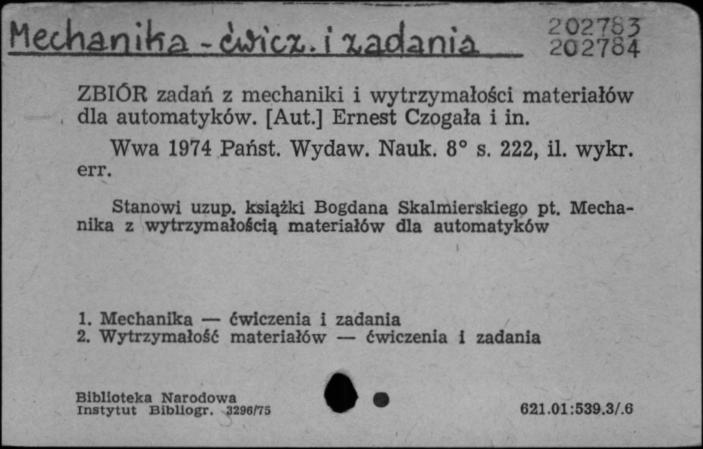 Mechanika - ćwicz. i zadania
202783
202784
ZBIÓR zadań z mechaniki i wytrzymałości materiałów
dla automatyków. [Aut.] Ernest Czogała i in.
Wwa 1974 Państ. Wydaw. Nauk. 8° s. 222, il. wykr.
err.
Stanowi uzup. książki Bogdana Skalmierskiego pt. Mecha-
nika z wytrzymałością materiałów dla automatyków
1. Mechanika — ćwiczenia i zadania
2. Wytrzymałość materiałów — ćwiczenia i zadania
Biblioteka Narodowa
Instytut Bibliogr. 3296/75
621.01:539.3/.6